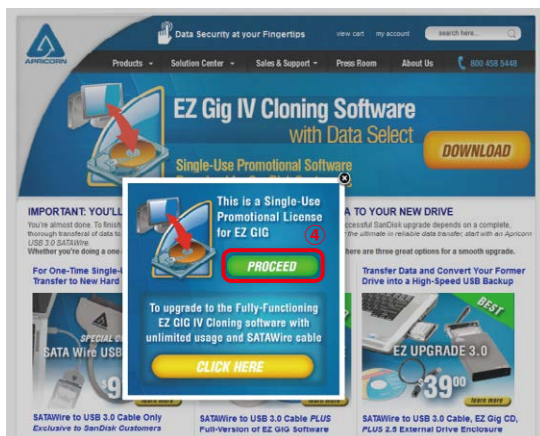 Data Security at your Fingertips
view cart my account search here..
APRICORN
Products Solution Center Sales & Support Press Room About Us 800 458 5448
EZ Gig IV Cloning Software
with Data Select
DOWNLOAD
Single-Use Promotional Software
IMPORTANT: YOU'LL
A TO YOUR NEW DRIVE
You're almost done. To finish
ccessful SanDisk upgrade depends on a complete,
thorough transferal of data to
the ultimate in reliable data transfer, start with an Apricorn
USB 3.0 SATAWire.
Whether you're doing a one-
here are three great options for a smooth upgrade.
This is a Single-Use
Promotional License
for EZ GIG
④
PROCEED
To upgrade to the Fully-Functioning
EZ GIG IV Cloning software with
unlimited usage and SATAWire cable
CLICK HERE
For One-Time Single-
Transfer to New Hard
SPECIAL
SATA Wire USB
$9
learn more
SATAWire to USB 3.0 Cable Only
Exclusive to SanDisk Customers
SATAWire to USB 3.0 Cable PLUS
Full-Version of EZ GIG Software
Transfer Data and Convert Your Former
Drive into a High-Speed USB Backup
BEST
EZ UPGRADE 3.0
$39.00
learn more
SATAWire to USB 3.0 Cable, EZ Gig CD,
PLUS 2.5 External Drive Enclosure